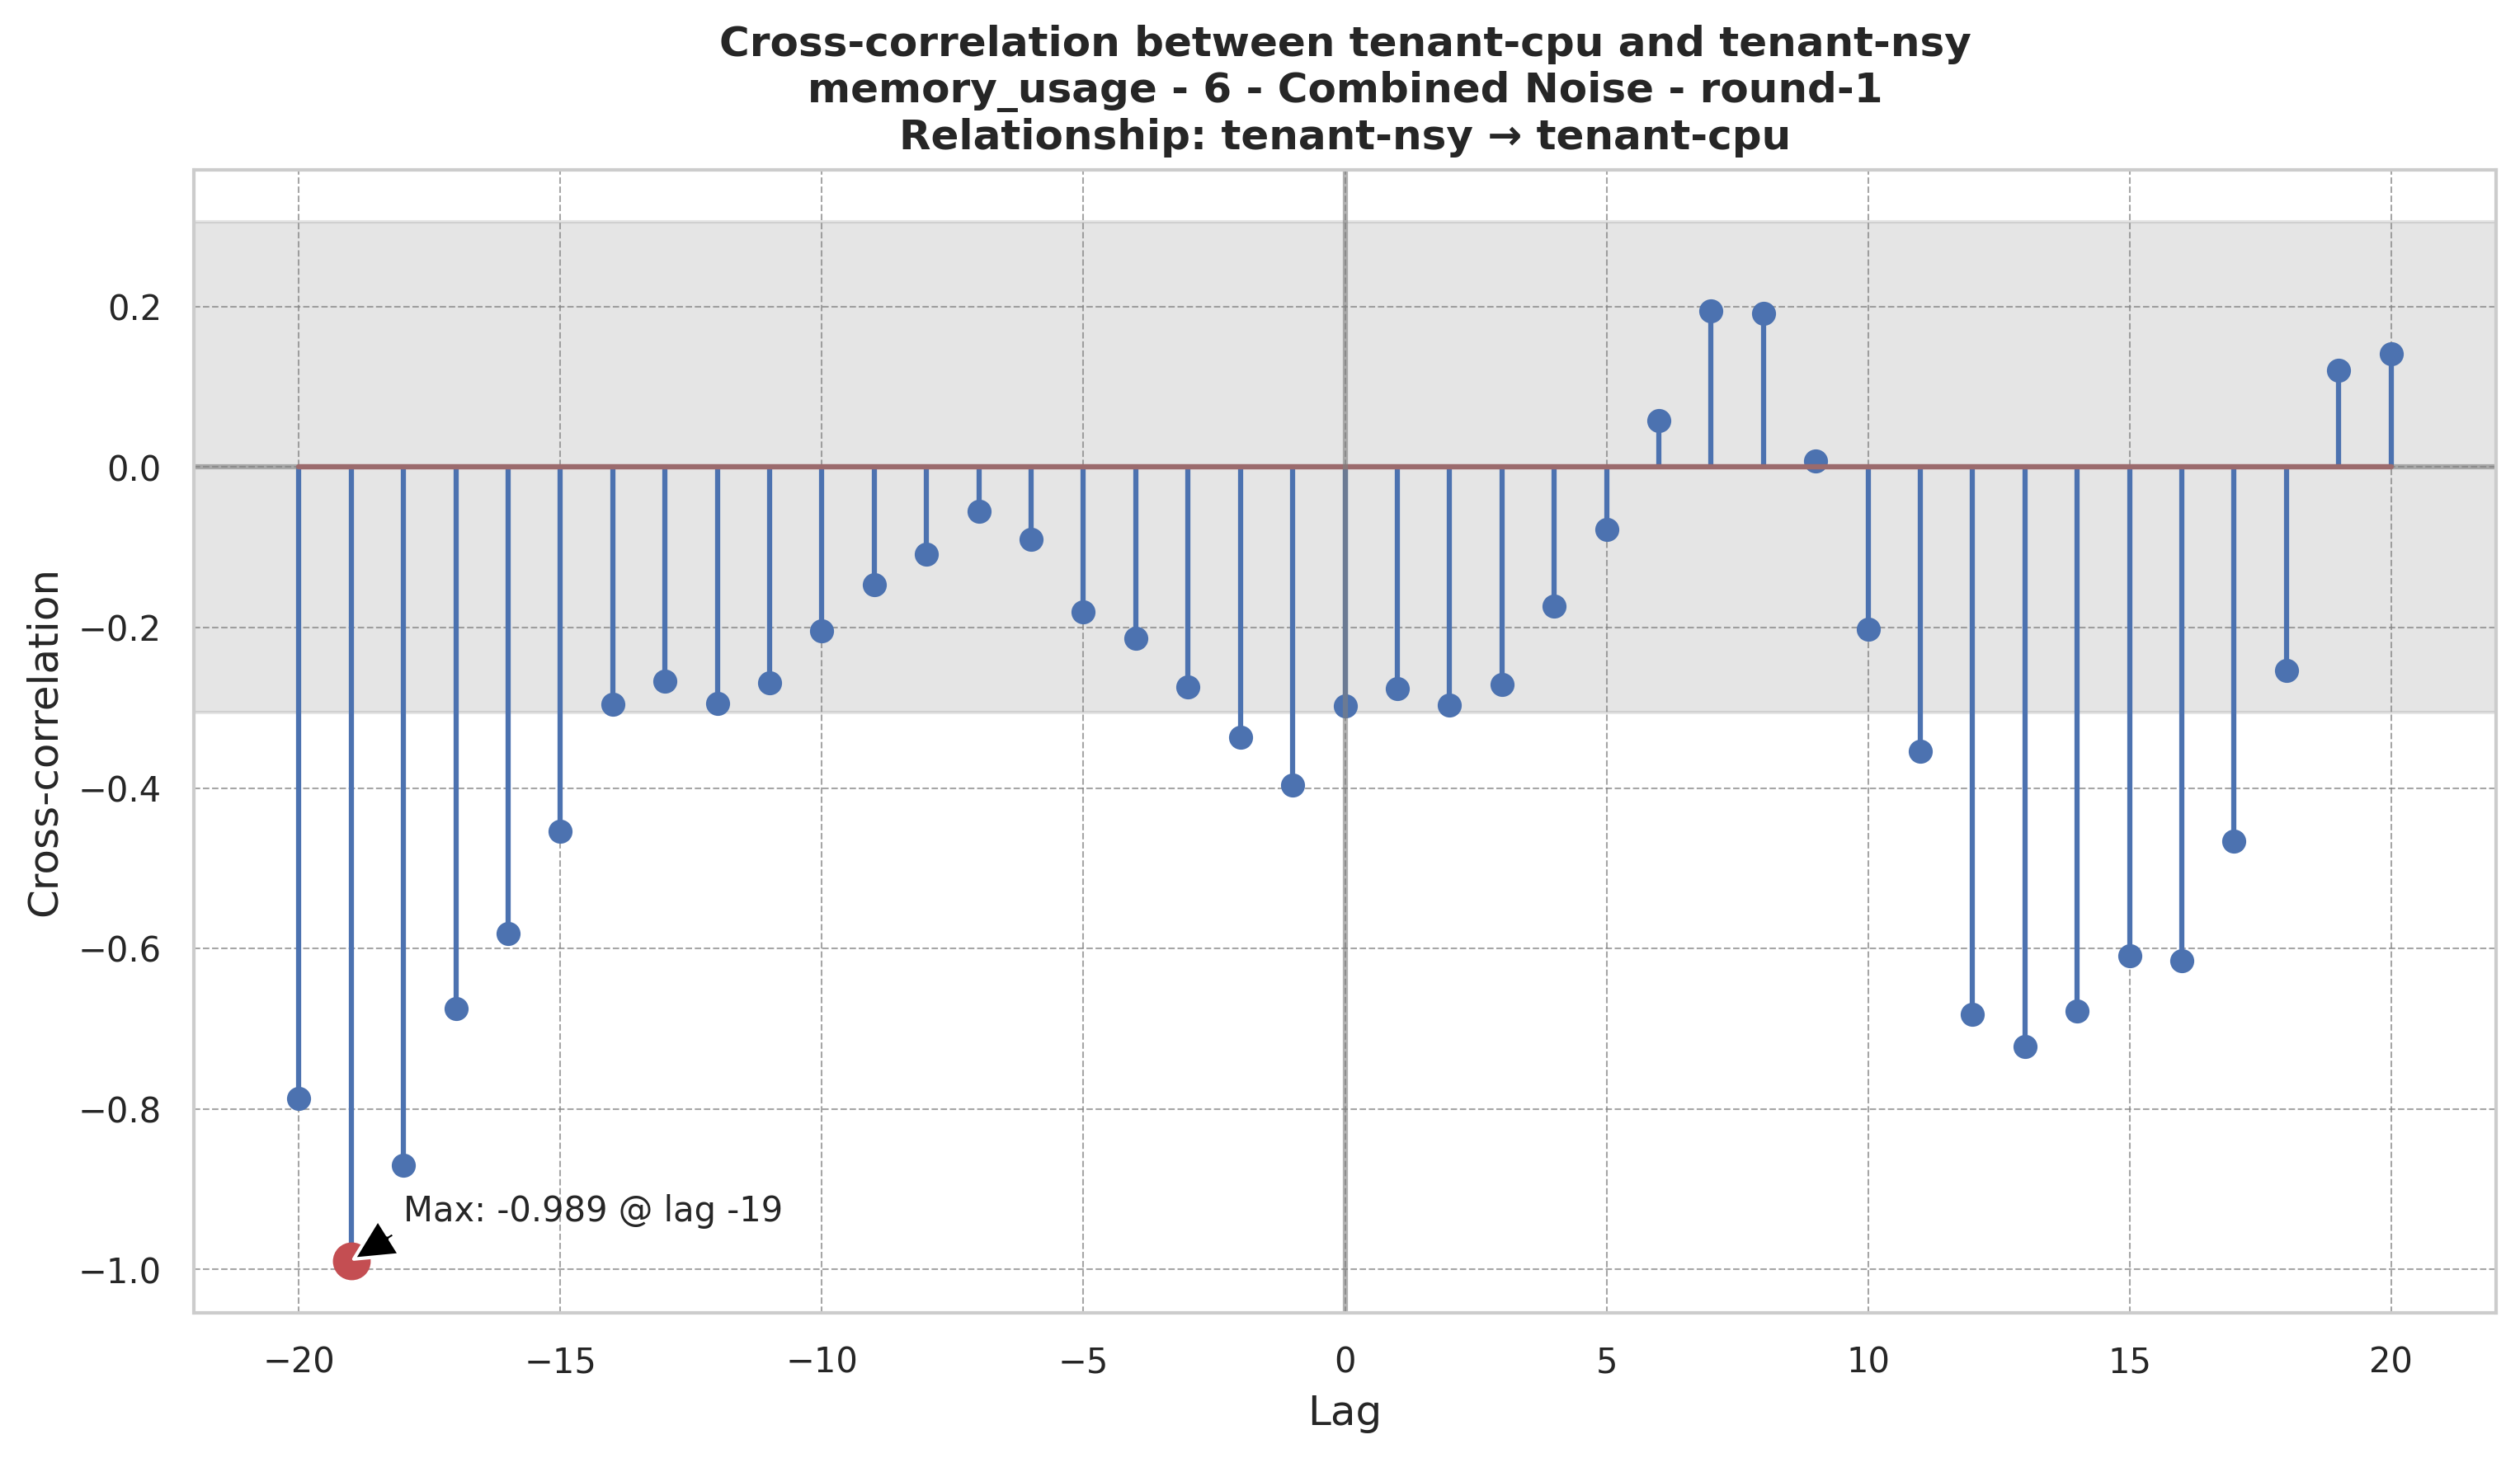 Cross-correlation between tenant-cpu and tenant-nsy
memory_usage - 6 - Combined Noise - round-1
Relationship: tenant-nsy → tenant-cpu
Cross-correlation
0.2
0.0
−0.2
−0.4
−0.6
−0.8
−1.0
Max: -0.989 @ lag -19
−20 −15 −10 −5 0 5 10 15 20
Lag